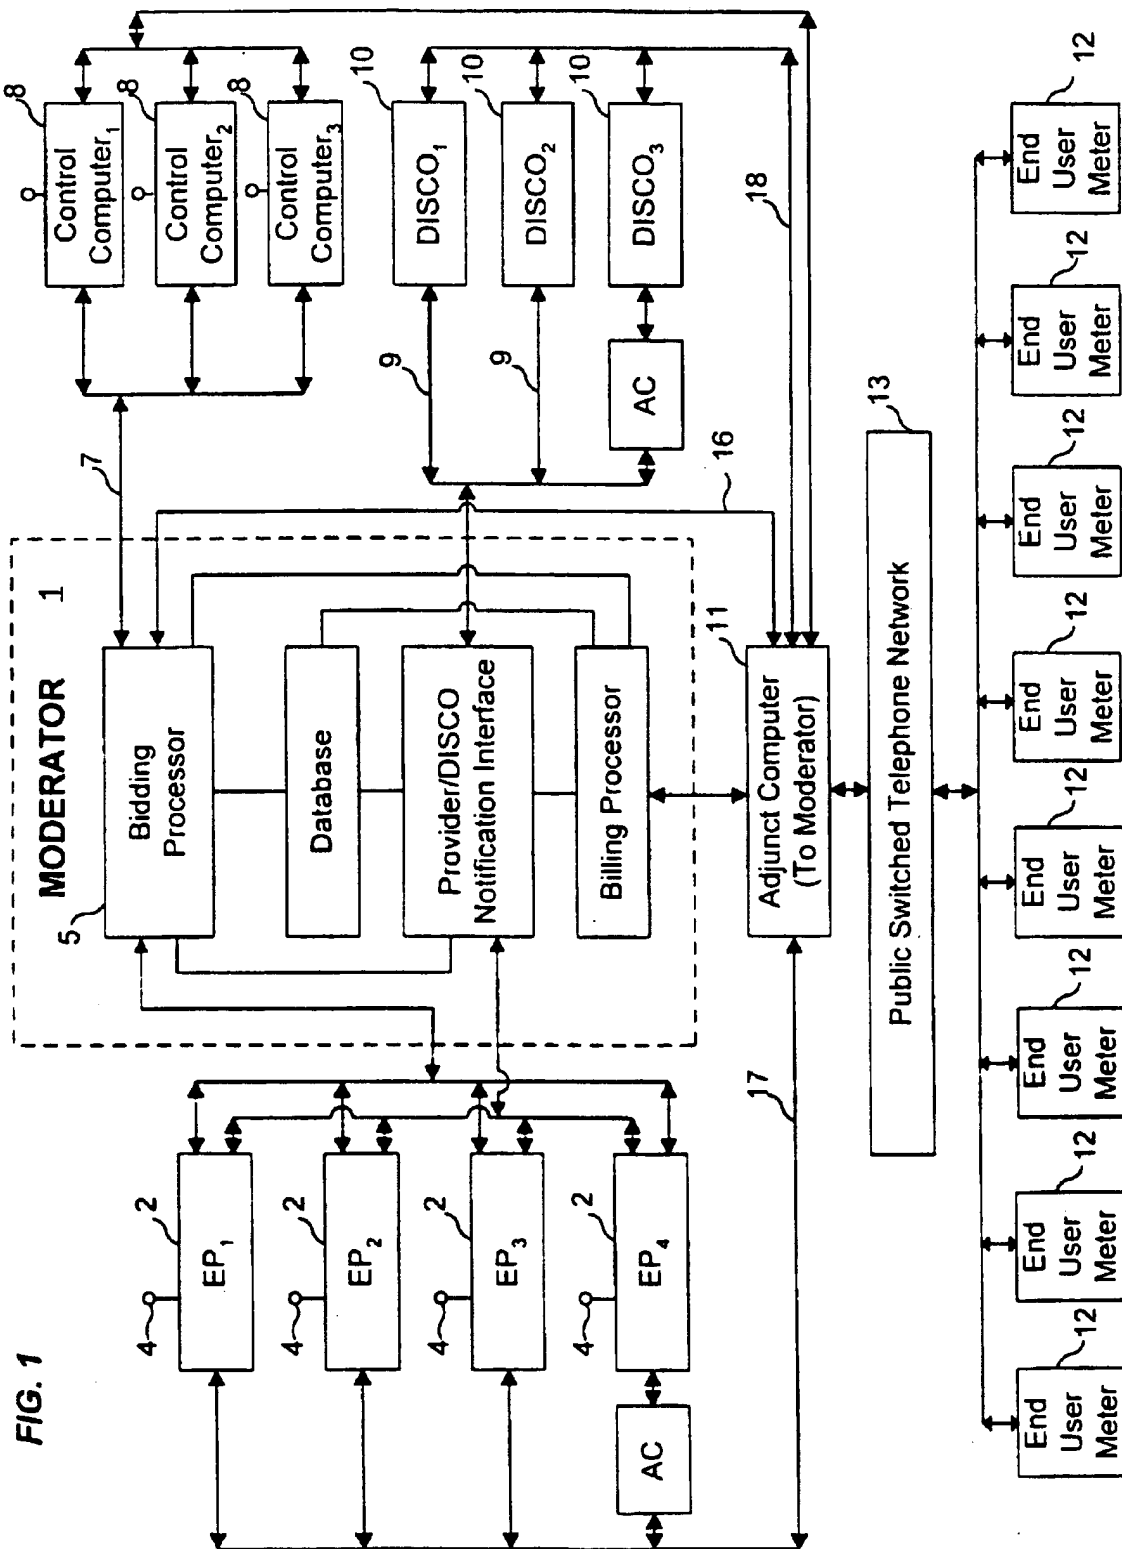 FIG. 1
MODERATOR
1
5
Bidding
Processor
Database
Provider/DISCO
Notification Interface
Billing Processor
7
8
Control
Computer1
8
Control
Computer2
8
Control
Computer3
9
9
10
DISCO1
10
DISCO2
10
DISCO3
AC
16
18
4
2
EP1
4
2
EP2
4
2
EP3
4
2
EP4
AC
17
11
Adjunct Computer
(To Moderator)
13
Public Switched Telephone Network
12
End
User
Meter
12
End
User
Meter
12
End
User
Meter
12
End
User
Meter
12
End
User
Meter
12
End
User
Meter
12
End
User
Meter
12
End
User
Meter